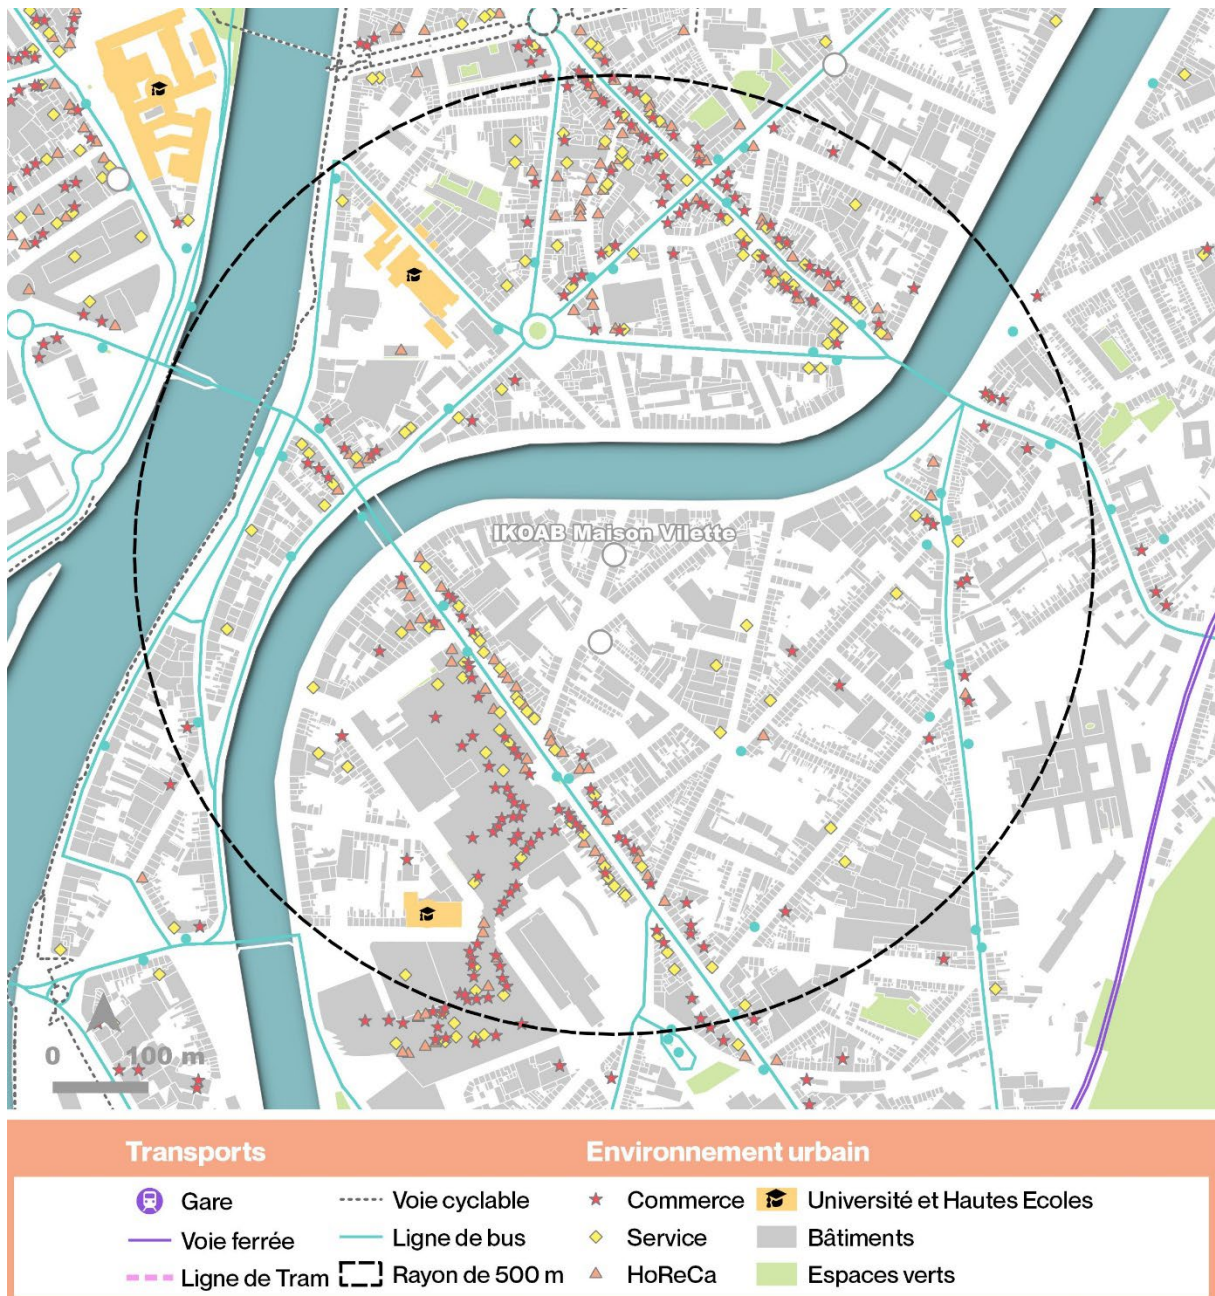 IKOAB Maison Vilette
0 100 m
Transports
Environnement urbain
Gare
Voie cyclable
Commerce
Université et Hautes Ecoles
Voie ferrée
Ligne de bus
Service
Bâtiments
Ligne de Tram
Rayon de 500 m
HoReCa
Espaces verts